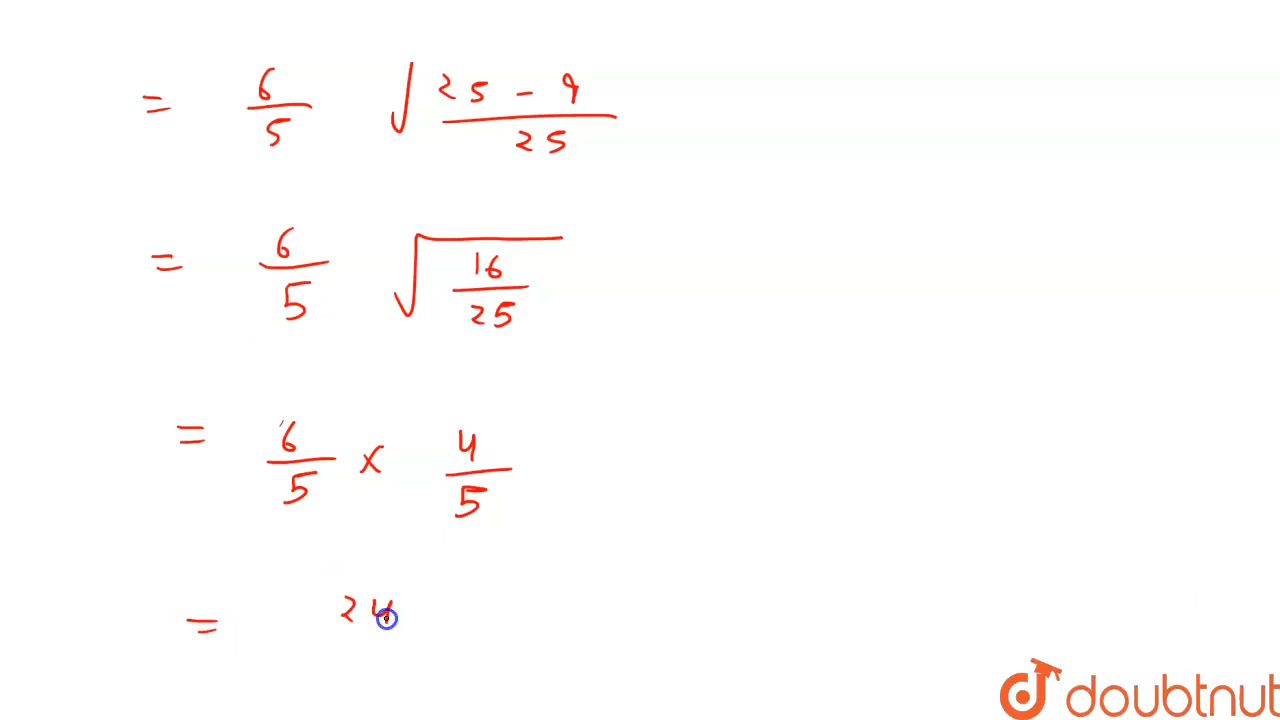 = 6/5 √(25 - 9)/25
= 6/5 √16/25
= 6/5 x 4/5
= 24
doubtnut